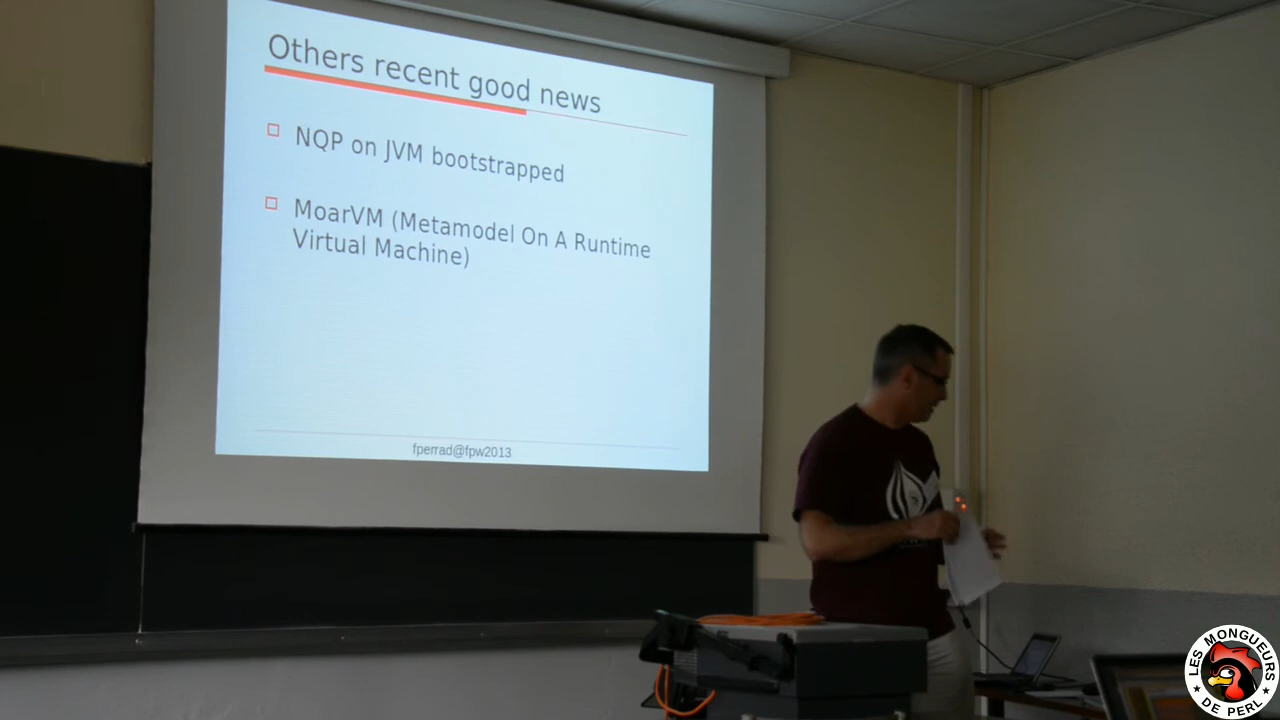 Others recent good news
NQP on JVM bootstrapped
MoarVM (Metamodel On A Runtime
Virtual Machine)
fperrad@fpw2013
LES MONGUEURS
★ DE PERL ★